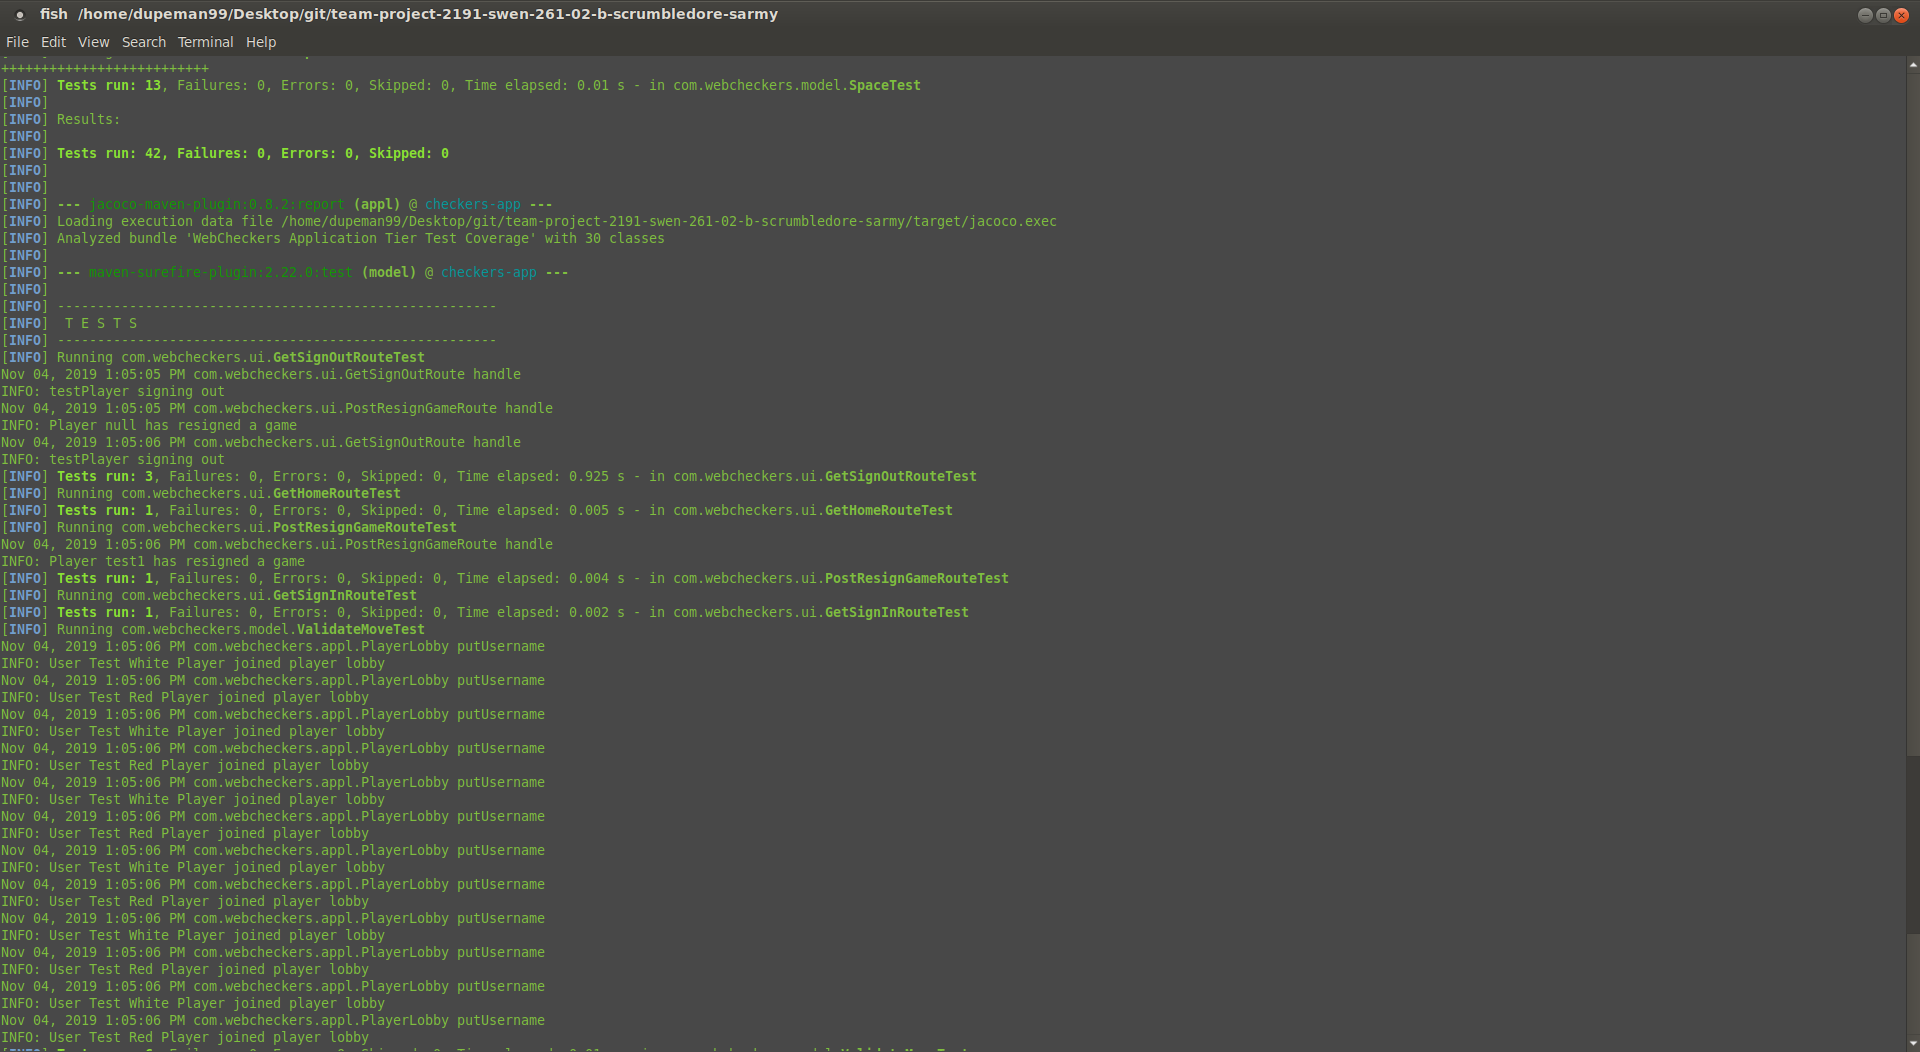 fish /home/dupeman99/Desktop/git/team-project-2191-swen-261-02-b-scrumbledore-sarmy
File Edit View Search Terminal Help
++++++++++++++++++++++++++
[INFO] Tests run: 13, Failures: 0, Errors: 0, Skipped: 0, Time elapsed: 0.01 s - in com.webcheckers.model.SpaceTest
[INFO]
[INFO] Results:
[INFO]
[INFO] Tests run: 42, Failures: 0, Errors: 0, Skipped: 0
[INFO]
[INFO]
[INFO] --- jacoco-maven-plugin:0.8.2:report (appl) @ checkers-app ---
[INFO] Loading execution data file /home/dupeman99/Desktop/git/team-project-2191-swen-261-02-b-scrumbledore-sarmy/target/jacoco.exec
[INFO] Analyzed bundle 'WebCheckers Application Tier Test Coverage' with 30 classes
[INFO]
[INFO] --- maven-surefire-plugin:2.22.0:test (model) @ checkers-app ---
[INFO]
[INFO] -------------------------------------------------------
[INFO]  T E S T S
[INFO] -------------------------------------------------------
[INFO] Running com.webcheckers.ui.GetSignOutRouteTest
Nov 04, 2019 1:05:05 PM com.webcheckers.ui.GetSignOutRoute handle
INFO: testPlayer signing out
Nov 04, 2019 1:05:05 PM com.webcheckers.ui.PostResignGameRoute handle
INFO: Player null has resigned a game
Nov 04, 2019 1:05:06 PM com.webcheckers.ui.GetSignOutRoute handle
INFO: testPlayer signing out
[INFO] Tests run: 3, Failures: 0, Errors: 0, Skipped: 0, Time elapsed: 0.925 s - in com.webcheckers.ui.GetSignOutRouteTest
[INFO] Running com.webcheckers.ui.GetHomeRouteTest
[INFO] Tests run: 1, Failures: 0, Errors: 0, Skipped: 0, Time elapsed: 0.005 s - in com.webcheckers.ui.GetHomeRouteTest
[INFO] Running com.webcheckers.ui.PostResignGameRouteTest
Nov 04, 2019 1:05:06 PM com.webcheckers.ui.PostResignGameRoute handle
INFO: Player test1 has resigned a game
[INFO] Tests run: 1, Failures: 0, Errors: 0, Skipped: 0, Time elapsed: 0.004 s - in com.webcheckers.ui.PostResignGameRouteTest
[INFO] Running com.webcheckers.ui.GetSignInRouteTest
[INFO] Tests run: 1, Failures: 0, Errors: 0, Skipped: 0, Time elapsed: 0.002 s - in com.webcheckers.ui.GetSignInRouteTest
[INFO] Running com.webcheckers.model.ValidateMoveTest
Nov 04, 2019 1:05:06 PM com.webcheckers.appl.PlayerLobby putUsername
INFO: User Test White Player joined player lobby
Nov 04, 2019 1:05:06 PM com.webcheckers.appl.PlayerLobby putUsername
INFO: User Test Red Player joined player lobby
Nov 04, 2019 1:05:06 PM com.webcheckers.appl.PlayerLobby putUsername
INFO: User Test White Player joined player lobby
Nov 04, 2019 1:05:06 PM com.webcheckers.appl.PlayerLobby putUsername
INFO: User Test Red Player joined player lobby
Nov 04, 2019 1:05:06 PM com.webcheckers.appl.PlayerLobby putUsername
INFO: User Test White Player joined player lobby
Nov 04, 2019 1:05:06 PM com.webcheckers.appl.PlayerLobby putUsername
INFO: User Test Red Player joined player lobby
Nov 04, 2019 1:05:06 PM com.webcheckers.appl.PlayerLobby putUsername
INFO: User Test White Player joined player lobby
Nov 04, 2019 1:05:06 PM com.webcheckers.appl.PlayerLobby putUsername
INFO: User Test Red Player joined player lobby
Nov 04, 2019 1:05:06 PM com.webcheckers.appl.PlayerLobby putUsername
INFO: User Test White Player joined player lobby
Nov 04, 2019 1:05:06 PM com.webcheckers.appl.PlayerLobby putUsername
INFO: User Test Red Player joined player lobby
Nov 04, 2019 1:05:06 PM com.webcheckers.appl.PlayerLobby putUsername
INFO: User Test White Player joined player lobby
Nov 04, 2019 1:05:06 PM com.webcheckers.appl.PlayerLobby putUsername
INFO: User Test Red Player joined player lobby